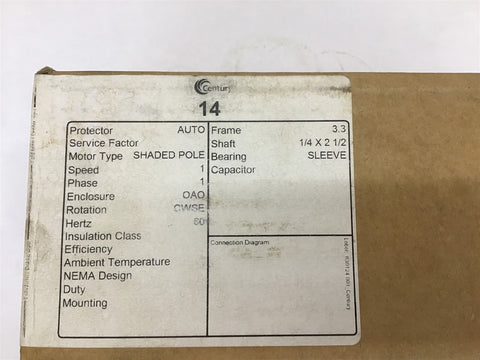 Century
14
Protector AUTO
Service Factor
Motor Type SHADED POLE
Speed 1
Phase 1
Enclosure OAO
Rotation CWSE
Hertz 60
Insulation Class
Efficiency
Ambient Temperature
NEMA Design
Duty
Mounting
Frame 3.3
Shaft 1/4 X 2 1/2
Bearing SLEEVE
Capacitor
Connection Diagram: